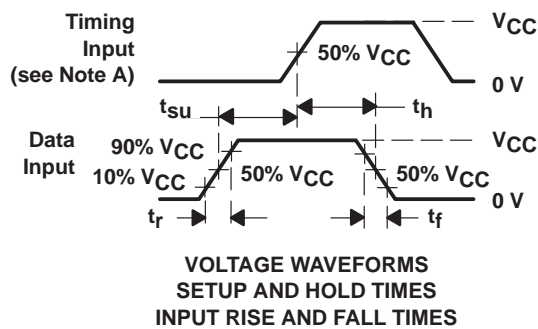 Timing
Input
(see Note A)
50% VCC
VCC
0 V
tsu
th
Data
Input
90% VCC
10% VCC
50% VCC
50% VCC
VCC
0 V
tr
tf
VOLTAGE WAVEFORMS
SETUP AND HOLD TIMES
INPUT RISE AND FALL TIMES